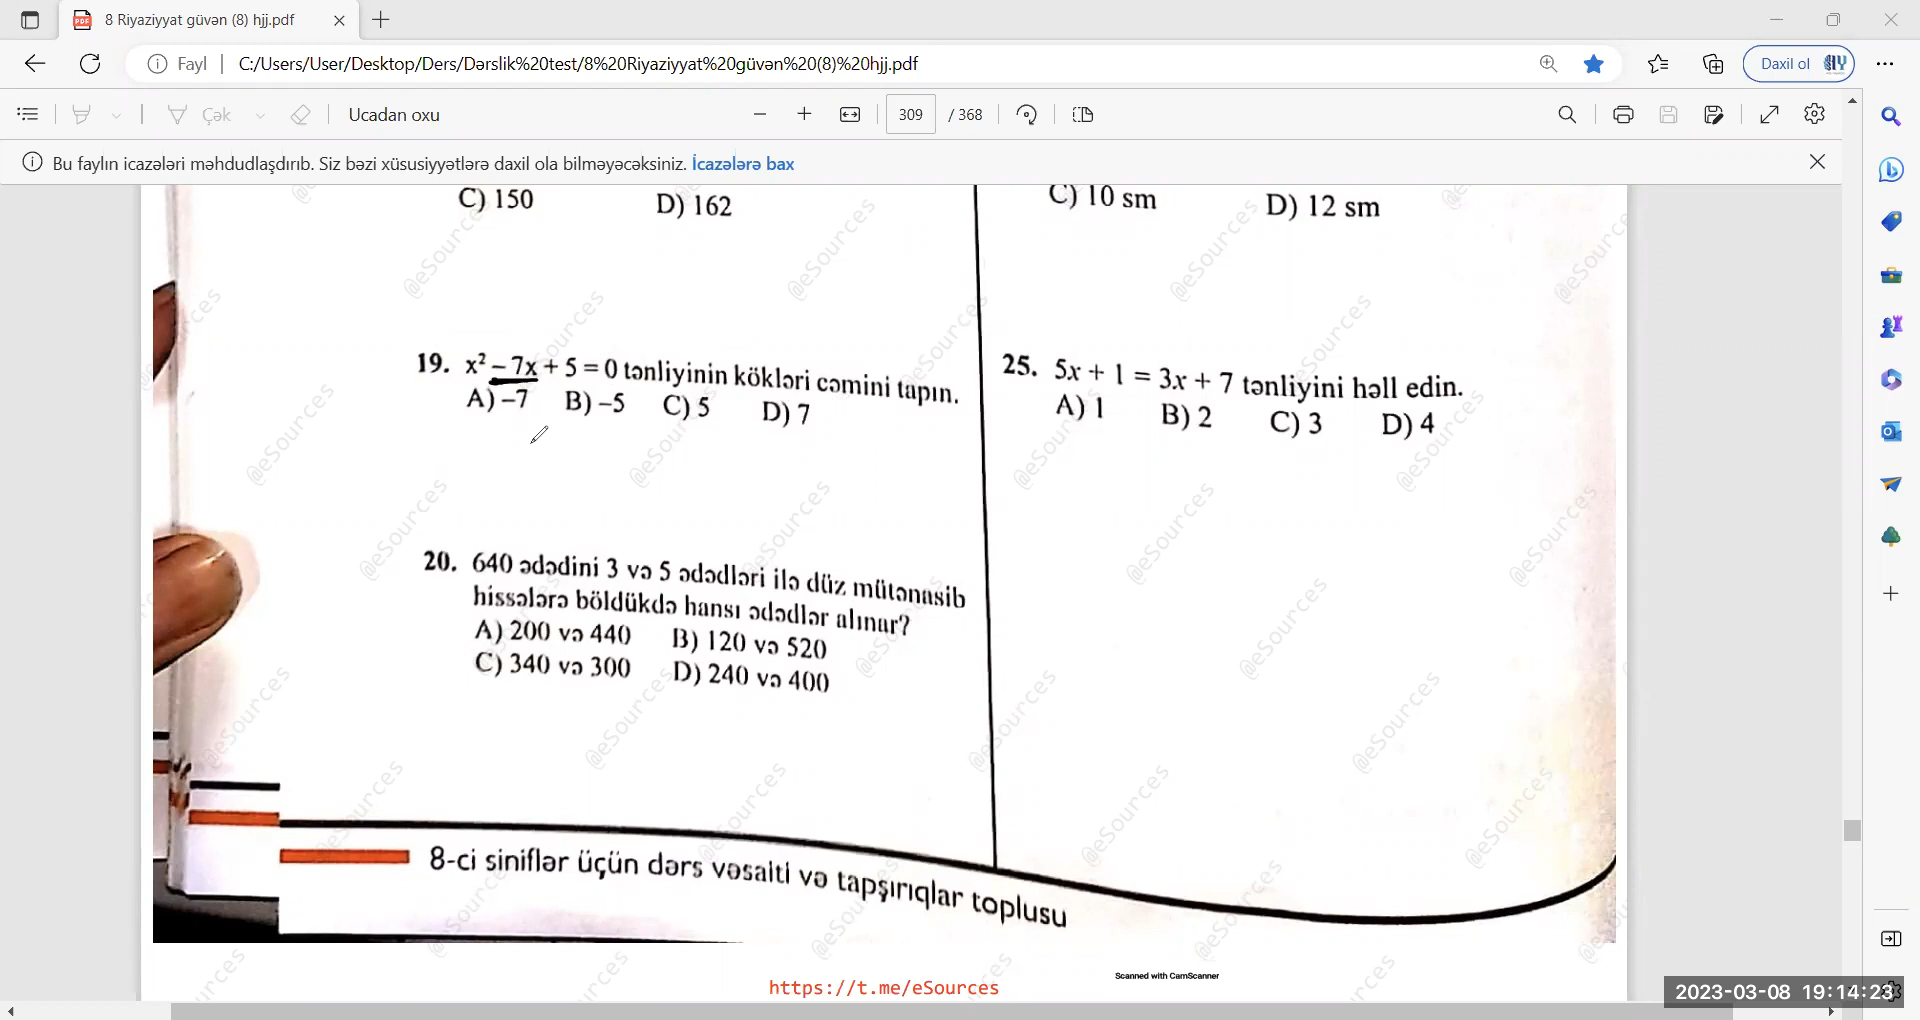 8 Riyaziyyat güvən (8) hjj.pdf
Fayl
C:/Users/User/Desktop/Ders/Dərslik%20test/8%20Riyaziyyat%20güvən%20(8)%20hjj.pdf
Daxil ol
Çək
Ucadan oxu
309 / 368
Bu faylın icazələri məhdudlaşdırıb. Siz bəzi xüsusiyyətlərə daxil ola bilməyəcəksiniz. İcazələrə bax
C) 150 D) 162
19. x² – 7x + 5 = 0 tənliyinin kökləri cəmini tapın.
A) –7 B) –5 C) 5 D) 7
20. 640 ədədini 3 və 5 ədədləri ilə düz mütənasib
hissələrə böldükdə hansı ədədlər alınar?
A) 200 və 440 B) 120 və 520
C) 340 və 300 D) 240 və 400
C) 10 sm D) 12 sm
25. 5x + 1 = 3x + 7 tənliyini həll edin.
A) 1 B) 2 C) 3 D) 4
8-ci siniflər üçün dərs vəsaiti və tapşırıqlar toplusu
@eSources
Scanned with CamScanner
https://t.me/eSources
2023-03-08 19:14:23